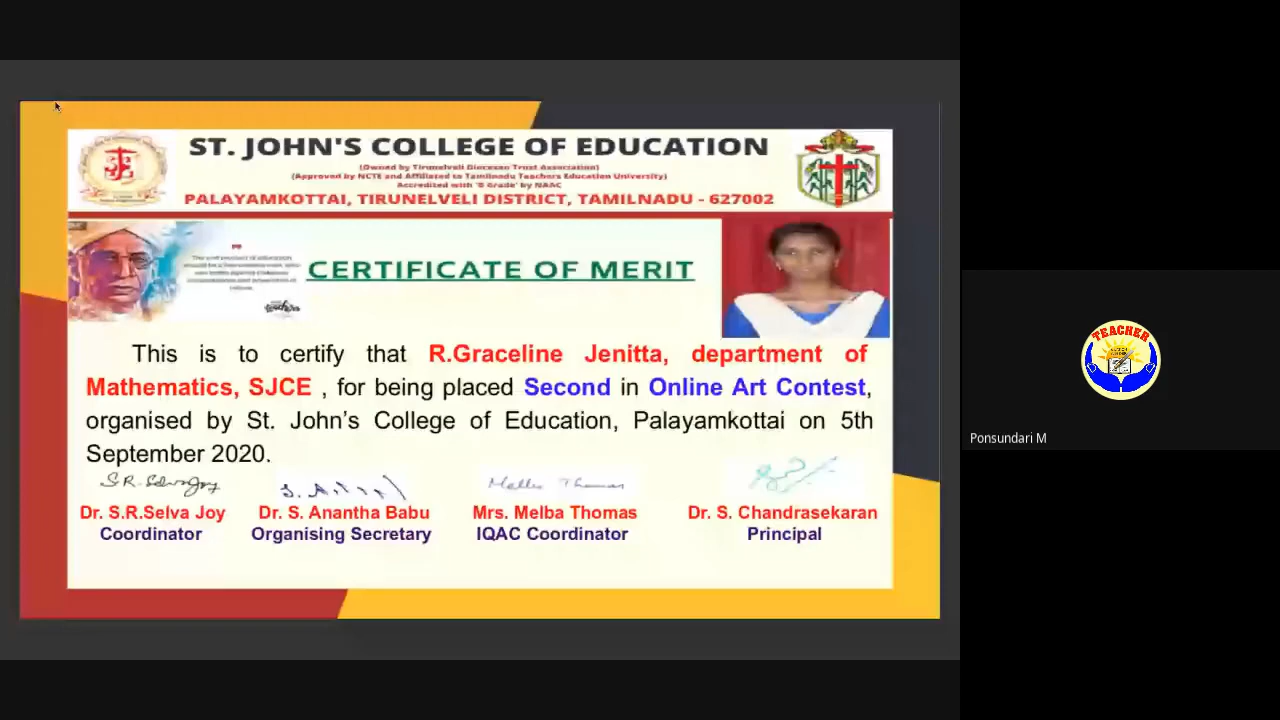 ST. JOHN'S COLLEGE OF EDUCATION
(Owned by Tirunelveli Diocesan Trust Association)
(Approved by NCTE and Affiliated to Tamilnadu Teachers Education University)
Accredited with 'B Grade' by NAAC
PALAYAMKOTTAI, TIRUNELVELI DISTRICT, TAMILNADU - 627002
CERTIFICATE OF MERIT
This is to certify that R.Graceline Jenitta, department of
Mathematics, SJCE , for being placed Second in Online Art Contest,
organised by St. John’s College of Education, Palayamkottai on 5th
September 2020.
S.R. Selva Joy
Melba Thomas
Dr. S.R.Selva Joy
Coordinator
Dr. S. Anantha Babu
Organising Secretary
Mrs. Melba Thomas
IQAC Coordinator
Dr. S. Chandrasekaran
Principal
TEACHER
Ponsundari M